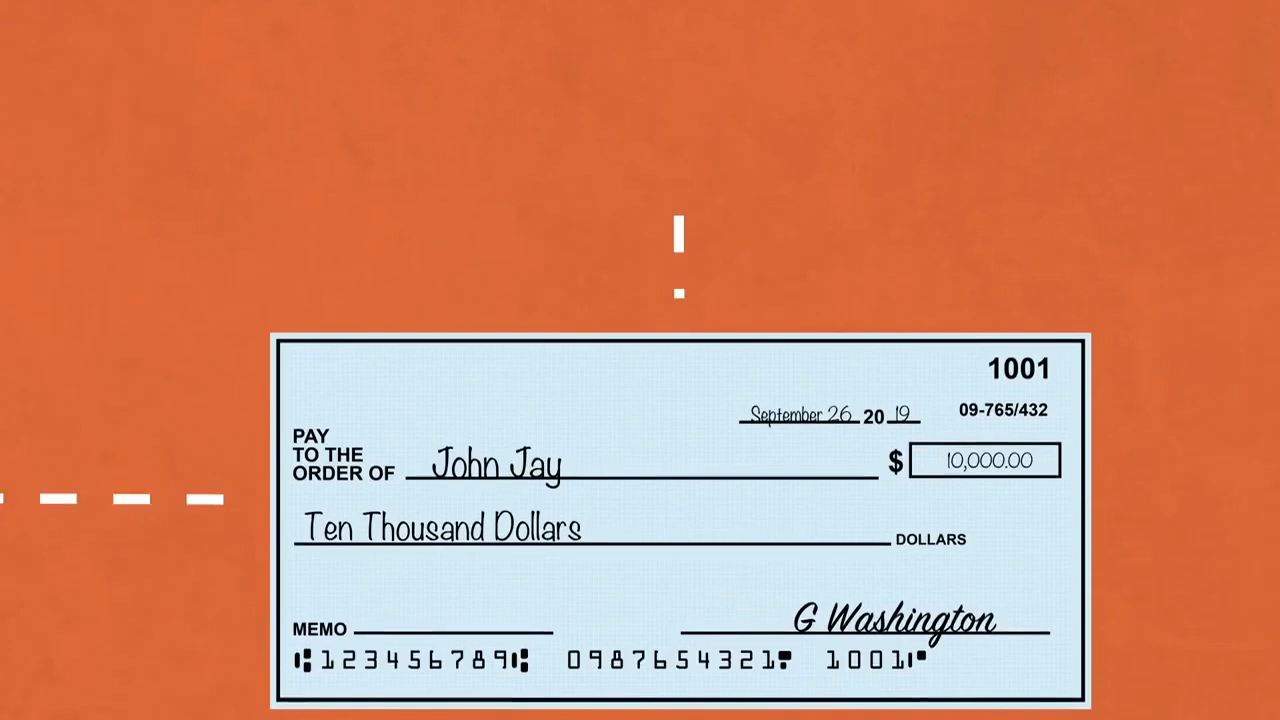 1001
September 26 20 19 09-765/432
PAY
TO THE
ORDER OF John Jay $ 10,000.00
Ten Thousand Dollars DOLLARS
G Washington
MEMO
⑆123456789⑆ 0987654321⑈ 1001⑈